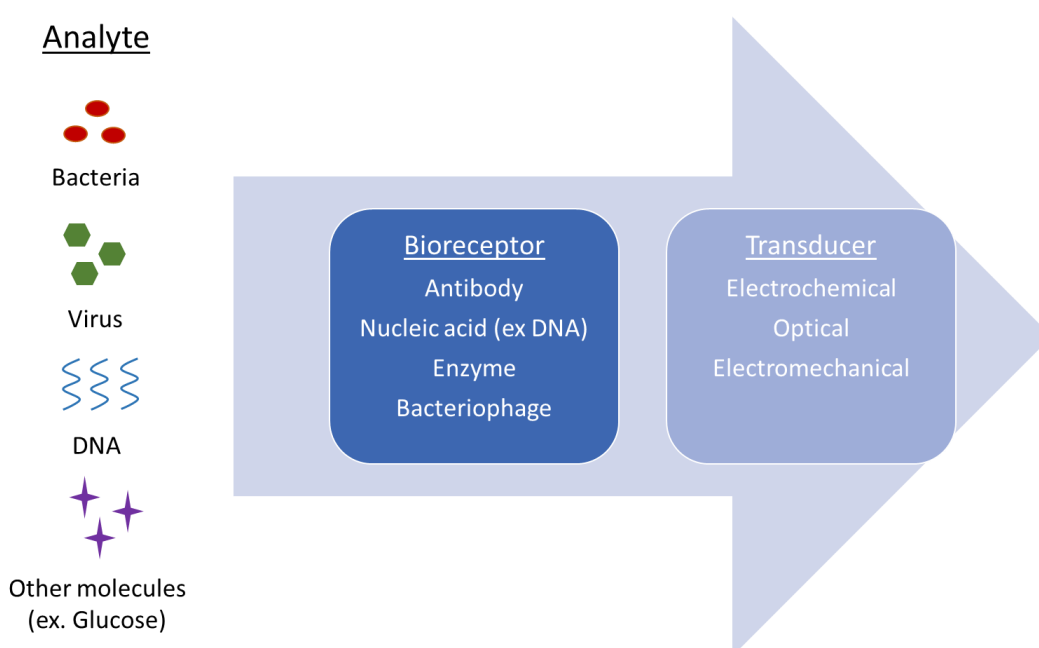 Analyte
Bacteria
Virus
DNA
Other molecules
(ex. Glucose)
Bioreceptor
Antibody
Nucleic acid (ex DNA)
Enzyme
Bacteriophage
Transducer
Electrochemical
Optical
Electromechanical